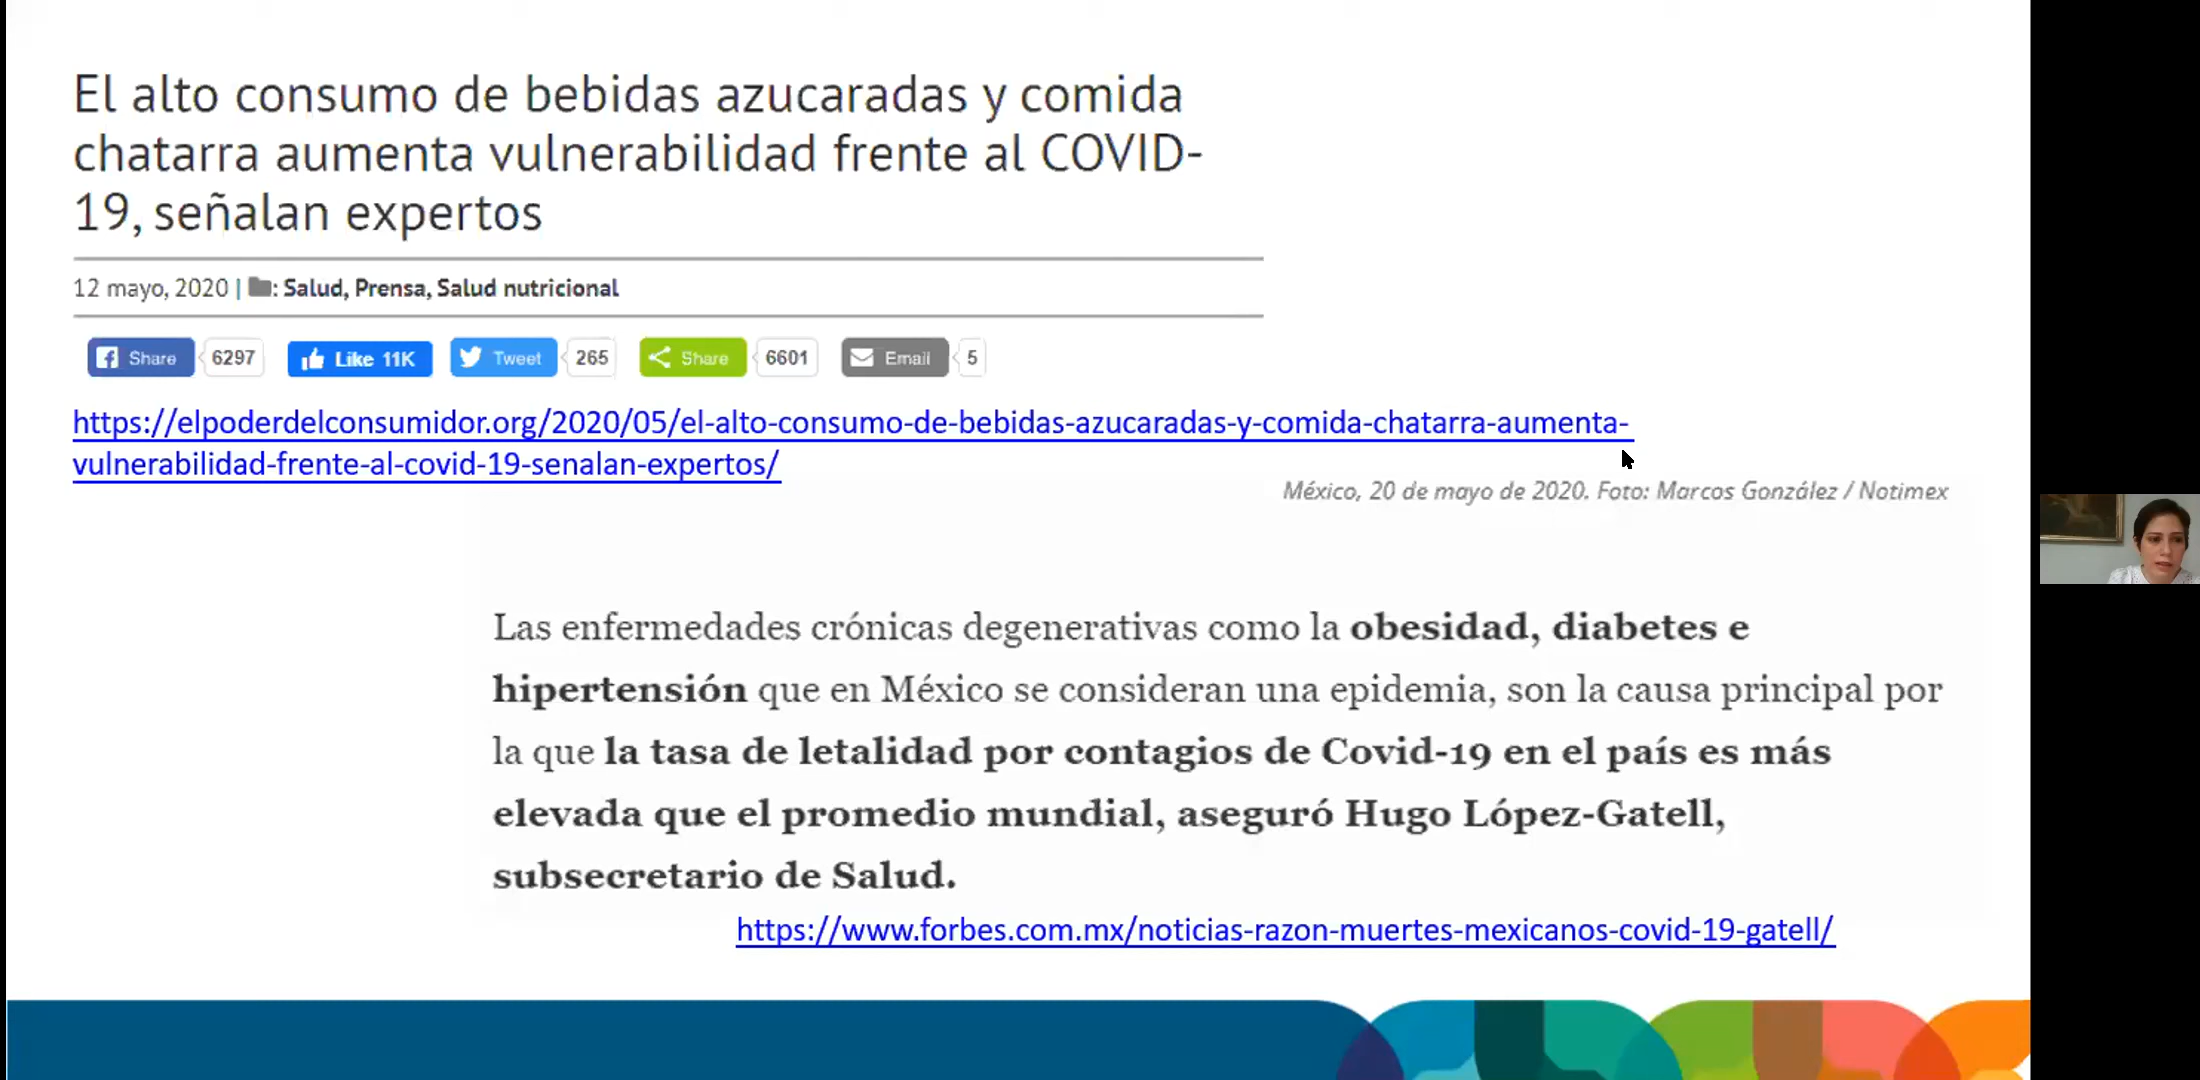 El alto consumo de bebidas azucaradas y comida
chatarra aumenta vulnerabilidad frente al COVID-
19, señalan expertos
12 mayo, 2020 | : Salud, Prensa, Salud nutricional
Share 6297 Like 11K Tweet 265 Share 6601 Email 5
https://elpoderdelconsumidor.org/2020/05/el-alto-consumo-de-bebidas-azucaradas-y-comida-chatarra-aumenta-
vulnerabilidad-frente-al-covid-19-senalan-expertos/
México, 20 de mayo de 2020. Foto: Marcos González / Notimex
Las enfermedades crónicas degenerativas como la obesidad, diabetes e
hipertensión que en México se consideran una epidemia, son la causa principal por
la que la tasa de letalidad por contagios de Covid-19 en el país es más
elevada que el promedio mundial, aseguró Hugo López-Gatell,
subsecretario de Salud.
https://www.forbes.com.mx/noticias-razon-muertes-mexicanos-covid-19-gatell/